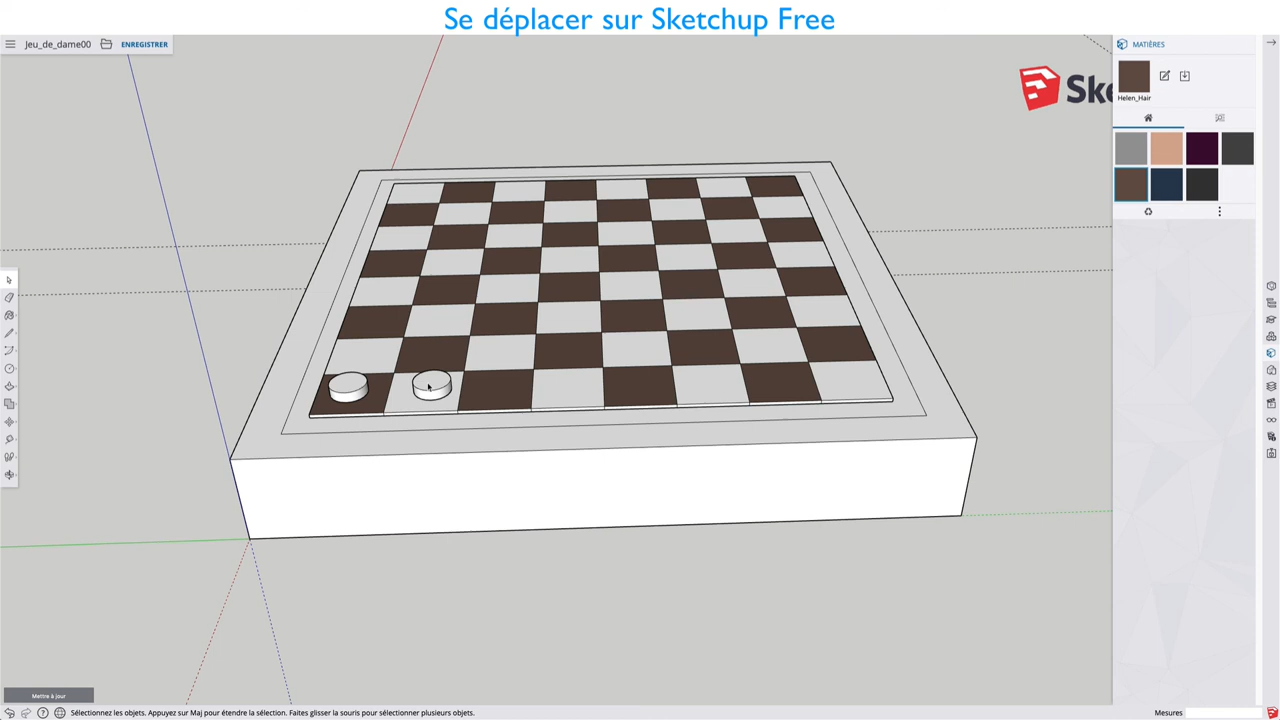 Se déplacer sur Sketchup Free
Jeu_de_dame00
ENREGISTRER
MATIÈRES
Ske
Helen_Hair
Mettre à jour
Sélectionnez les objets. Appuyez sur Maj pour étendre la sélection. Faites glisser la souris pour sélectionner plusieurs objets.
Mesures